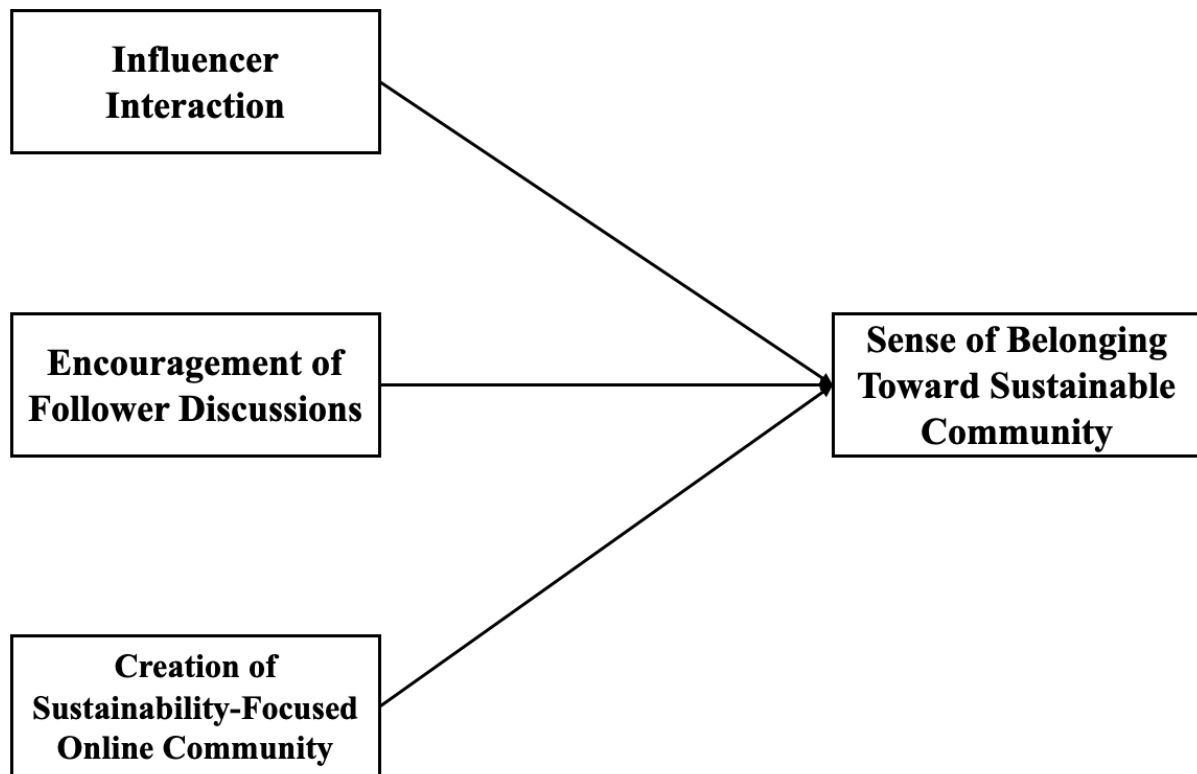 Influencer
Interaction
Encouragement of
Follower Discussions
Sense of Belonging
Toward Sustainable
Community
Creation of
Sustainability-Focused
Online Community